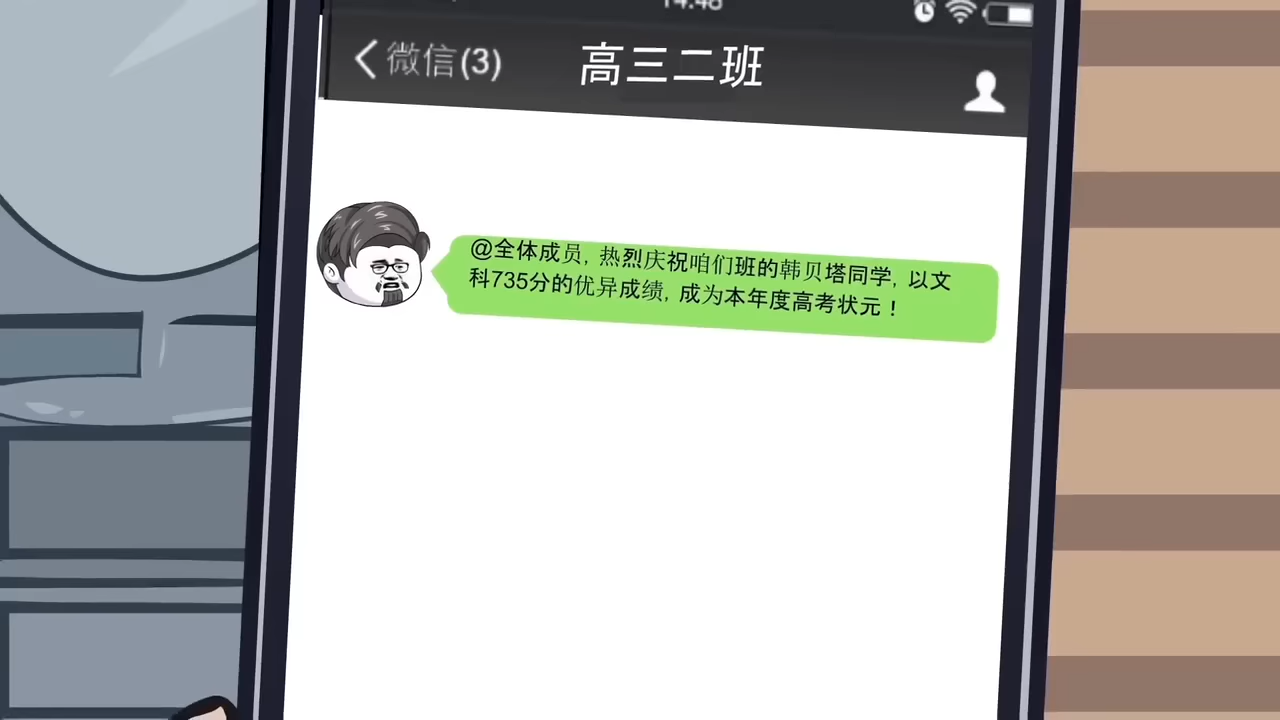 14:48
微信(3)
高三二班
@全体成员, 热烈庆祝咱们班的韩贝塔同学, 以文
科735分的优异成绩, 成为本年度高考状元！